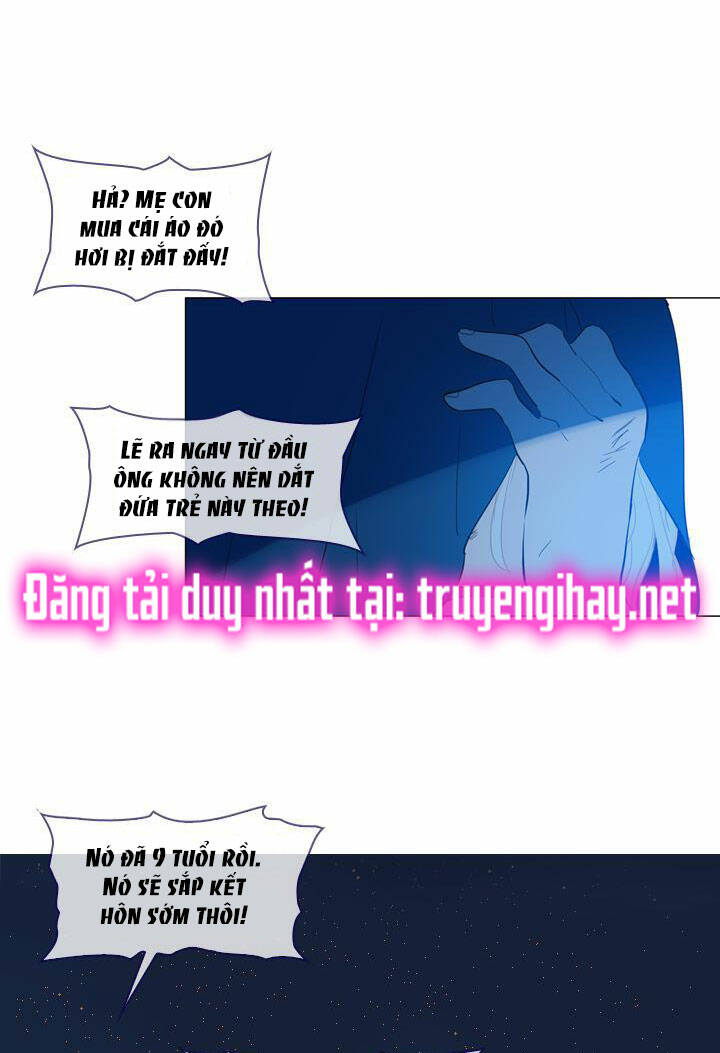 HẢ? MẸ CON
MUA CÁI ÁO ĐÓ
HƠI BỊ ĐẮT ĐẤY!
LẼ RA NGAY TỪ ĐẦU
ÔNG KHÔNG NÊN DẮT
ĐỨA TRẺ NÀY THEO!
Đăng tải duy nhất tại: truyengihay.net
NÓ ĐÃ 9 TUỔI RỒI.
NÓ SẼ SẮP KẾT
HÔN SỚM THÔI!